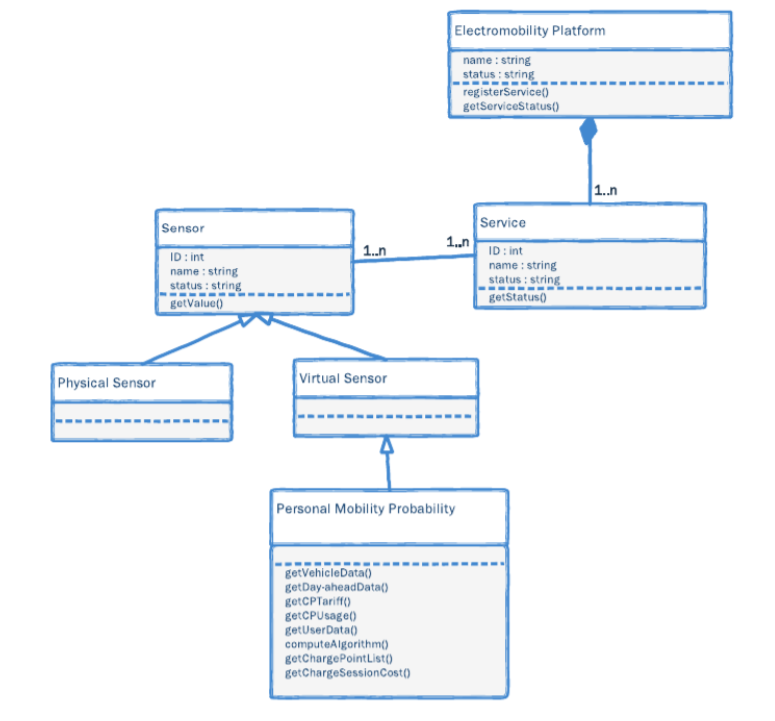 Electromobility Platform
name : string
status : string
registerService()
getServiceStatus()
1..n
Sensor
ID : int
name : string
status : string
getValue()
1..n
1..n
Service
ID : int
name : string
status : string
getStatus()
Physical Sensor
Virtual Sensor
Personal Mobility Probability
getVehicleData()
getDay-aheadData()
getCPTariff()
getCPUsage()
getUserData()
computeAlgorithm()
getChargePointList()
getChargeSessionCost()